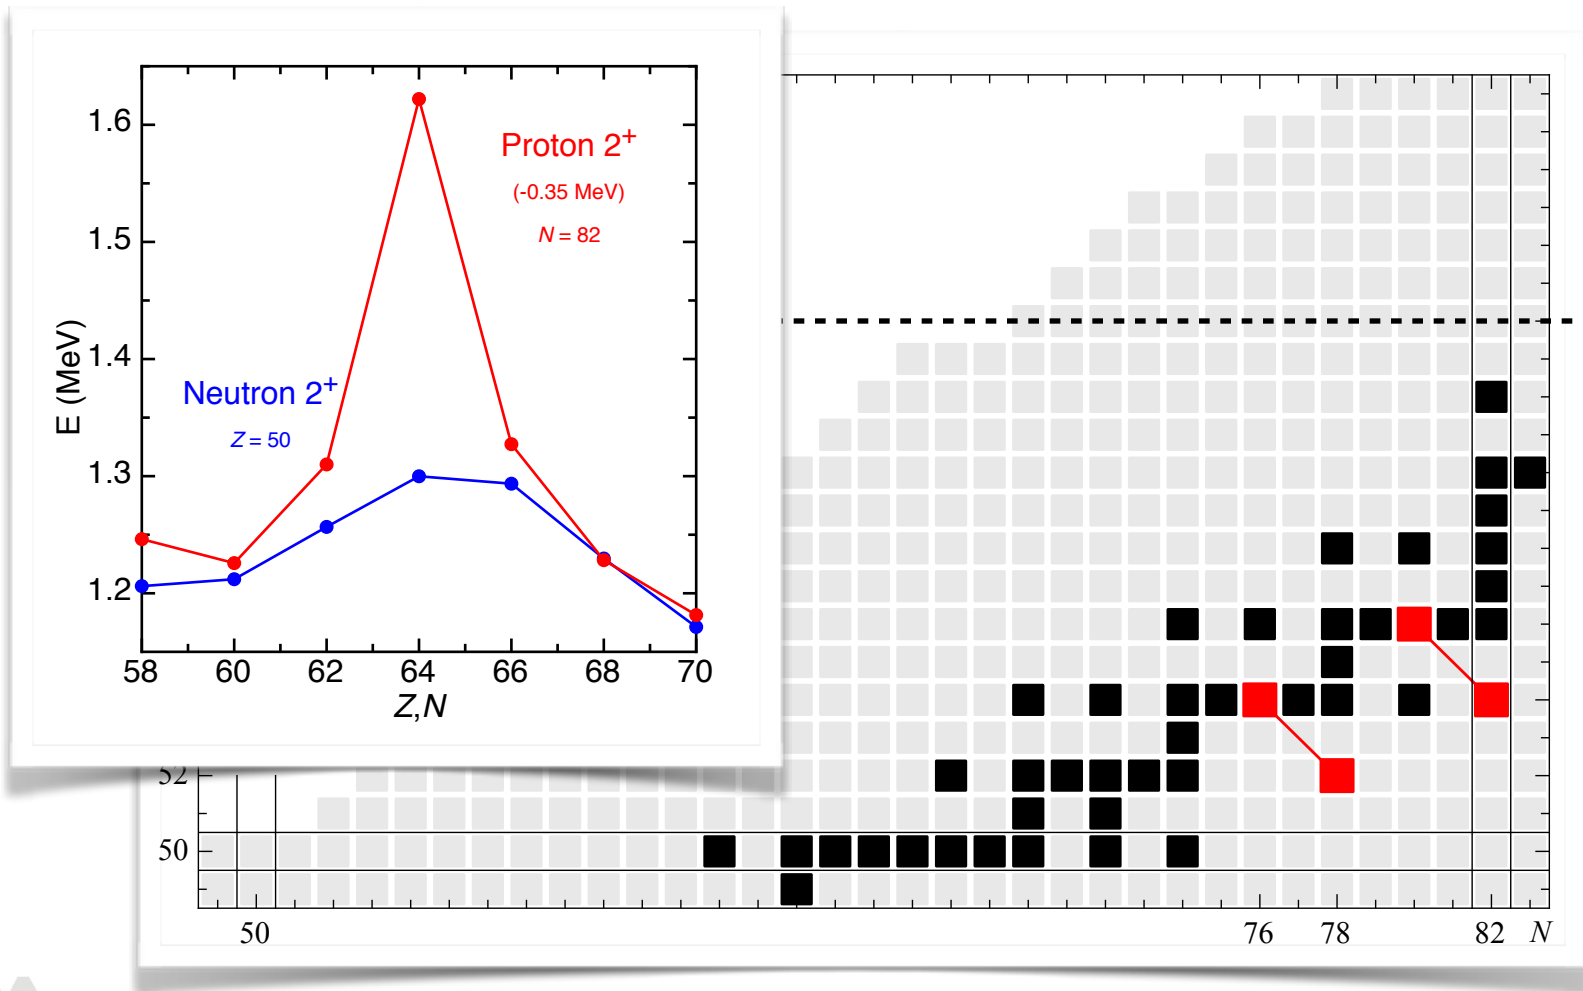 1.6
1.5
1.4
1.3
1.2
E (MeV)
Proton 2+
(-0.35 MeV)
N = 82
Neutron 2+
Z = 50
58 60 62 64 66 68 70
Z,N
52
50
50 76 78 82 N